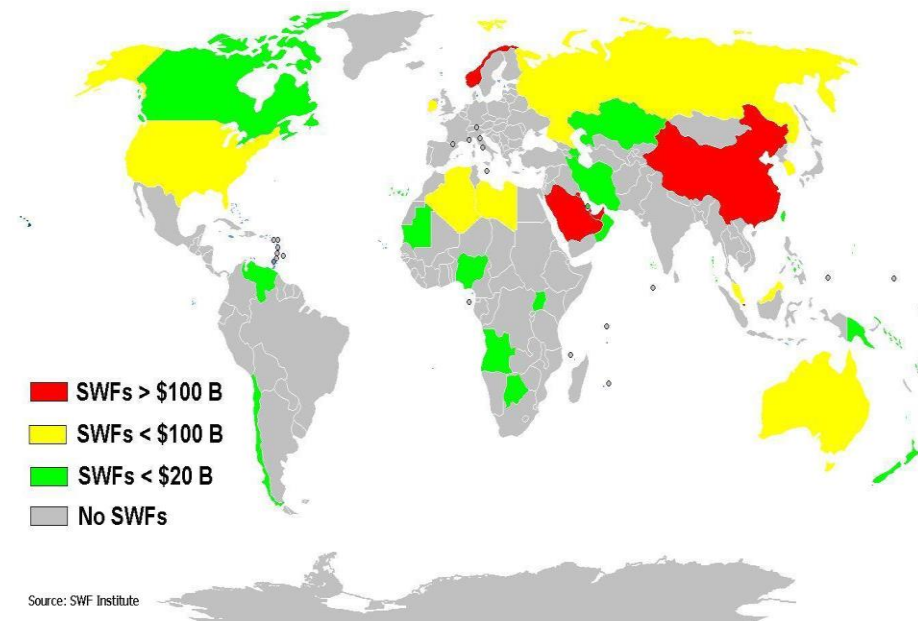 SWFs > $100 B
SWFs < $100 B
SWFs < $20 B
No SWFs
Source: SWF Institute